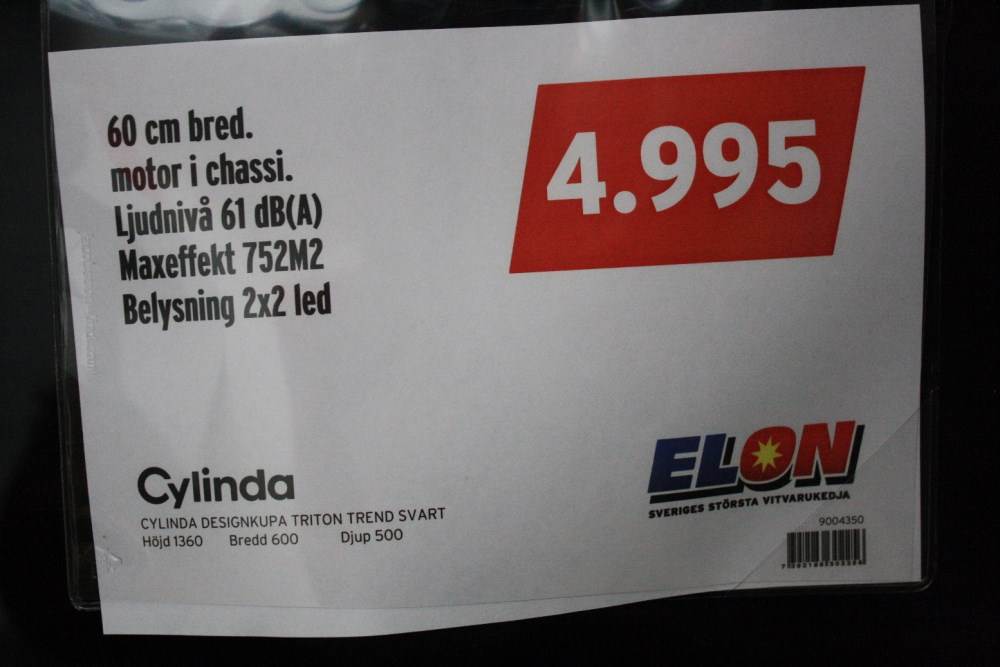 60 cm bred.
motor i chassi.
Ljudnivå 61 dB(A)
Maxeffekt 752M2
Belysning 2x2 led
4.995
Cylinda
CYLINDA DESIGNKUPA TRITON TREND SVART
Höjd 1360 Bredd 600 Djup 500
ELON
SVERIGES STÖRSTA VITVARUKEDJA
9004350